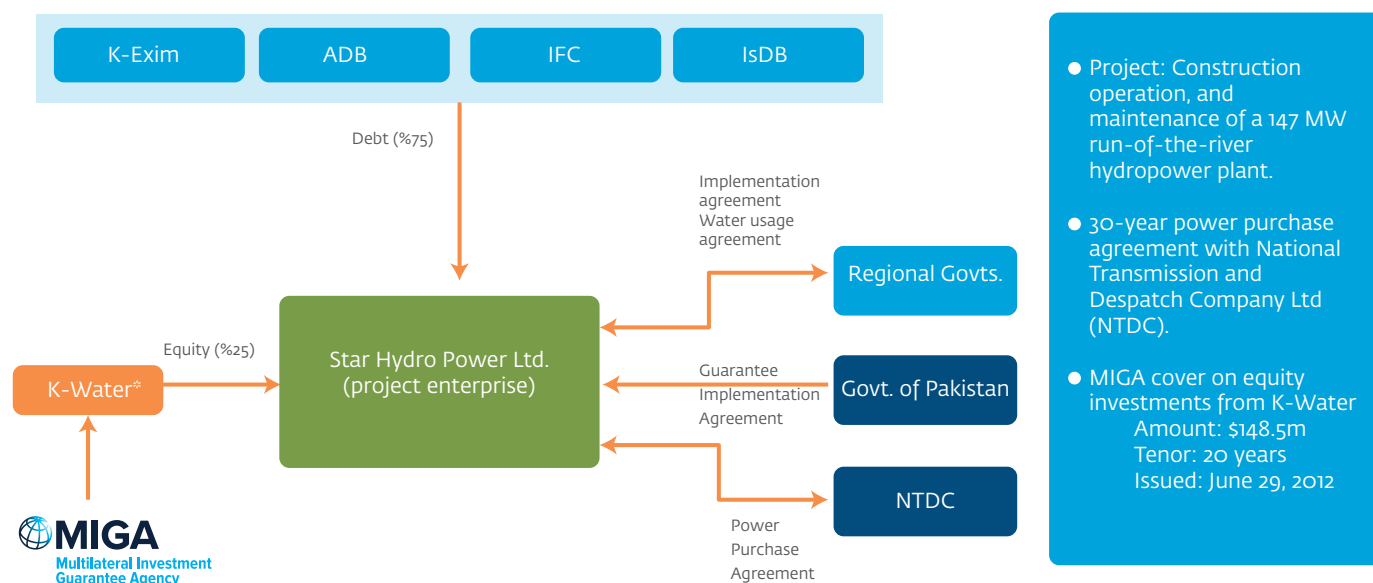 K-Exim
ADB
IFC
IsDB
Debt (%75)
Implementation
agreement
Water usage
agreement
Regional Govts.
Equity (%25)
Star Hydro Power Ltd.
(project enterprise)
K-Water*
Guarantee
Implementation
Agreement
Govt. of Pakistan
NTDC
Power
Purchase
Agreement
MIGA
Multilateral Investment
Guarantee Agency
● Project: Construction
operation, and
maintenance of a 147 MW
run-of-the-river
hydropower plant.
● 30-year power purchase
agreement with National
Transmission and
Despatch Company Ltd
(NTDC).
● MIGA cover on equity
investments from K-Water
Amount: $148.5m
Tenor: 20 years
Issued: June 29, 2012